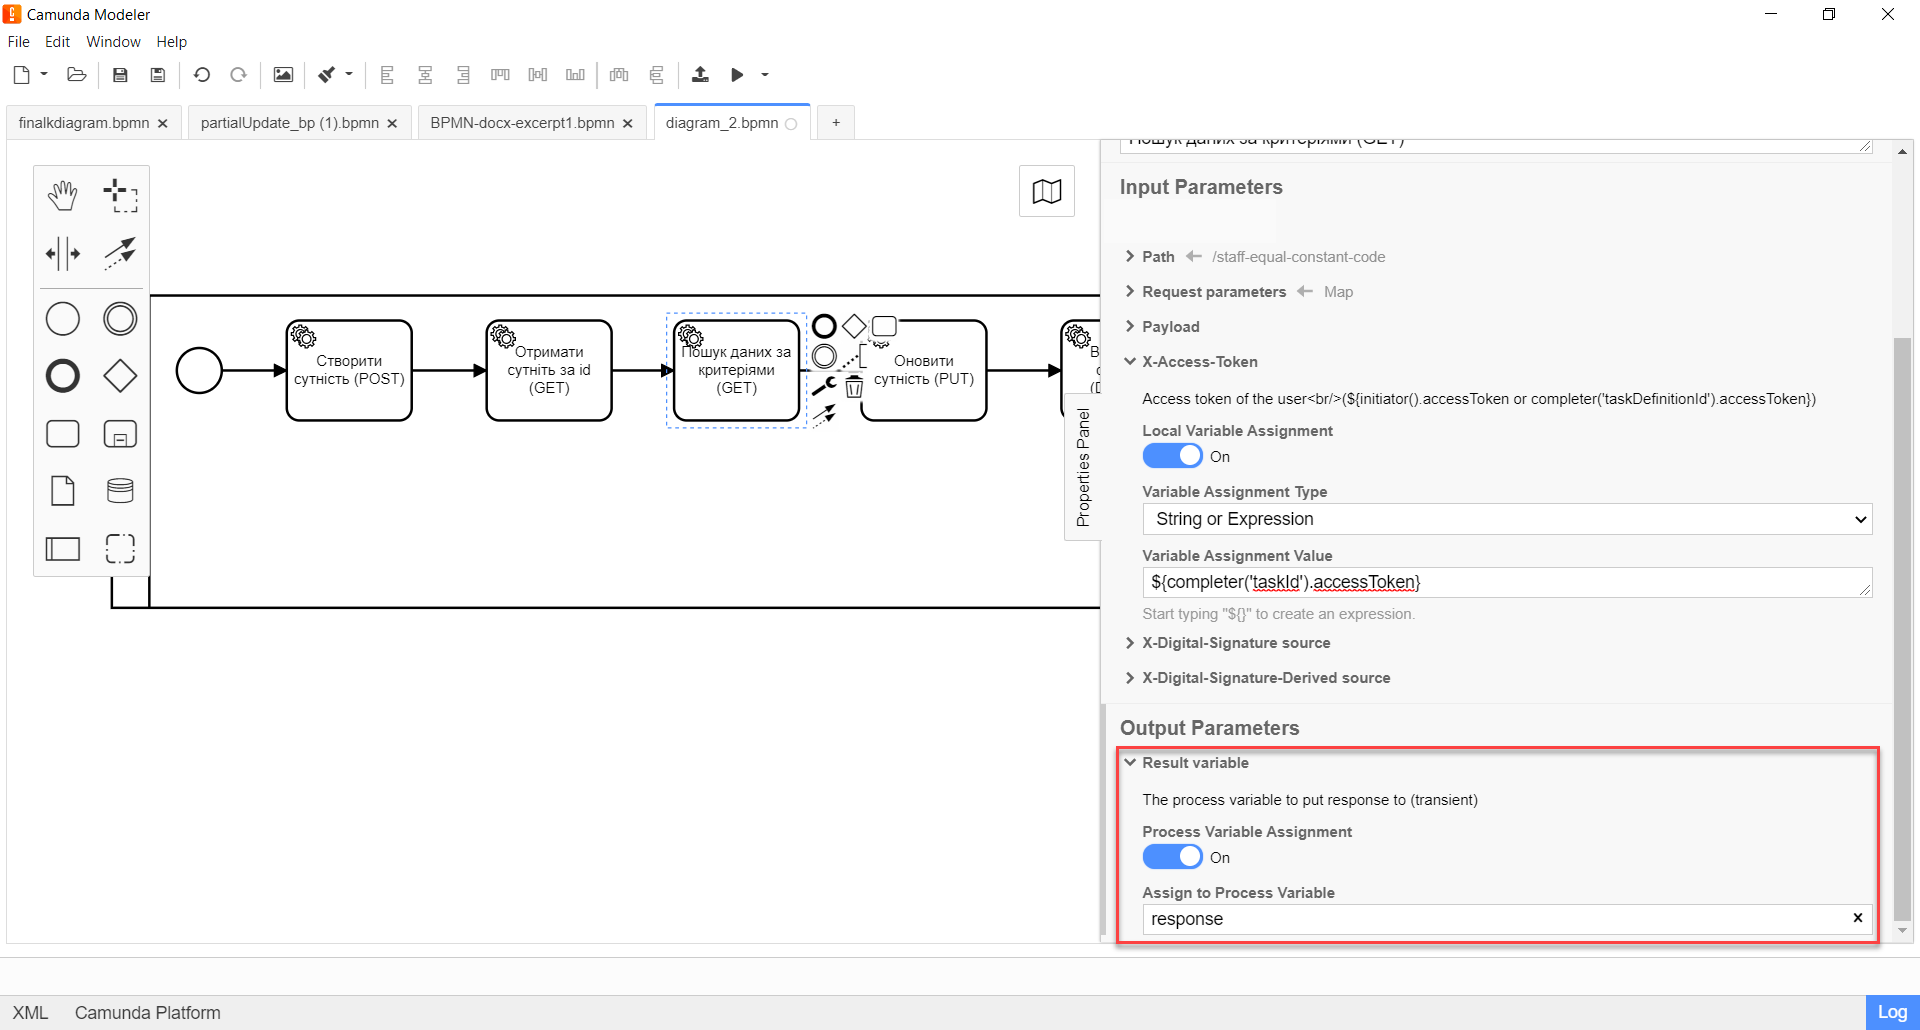 Camunda Modeler
File Edit Window Help
finalkdiagram.bpmn
partialUpdate_bp (1).bpmn
BPMN-docx-excerpt1.bpmn
diagram_2.bpmn
+
Створити
сутність (POST)
Отримати
сутніть за id
(GET)
Пошук даних за
критеріями
(GET)
Оновити
сутність (PUT)
Properties Panel
Пошук даних за критеріями (GET)
Input Parameters
Path /staff-equal-constant-code
Request parameters Map
Payload
X-Access-Token
Access token of the user<br/>(${initiator().accessToken or completer('taskDefinitionId').accessToken})
Local Variable Assignment
On
Variable Assignment Type
String or Expression
Variable Assignment Value
${completer('taskId').accessToken}
Start typing "${}" to create an expression.
X-Digital-Signature source
X-Digital-Signature-Derived source
Output Parameters
Result variable
The process variable to put response to (transient)
Process Variable Assignment
On
Assign to Process Variable
response
XML Camunda Platform
Log